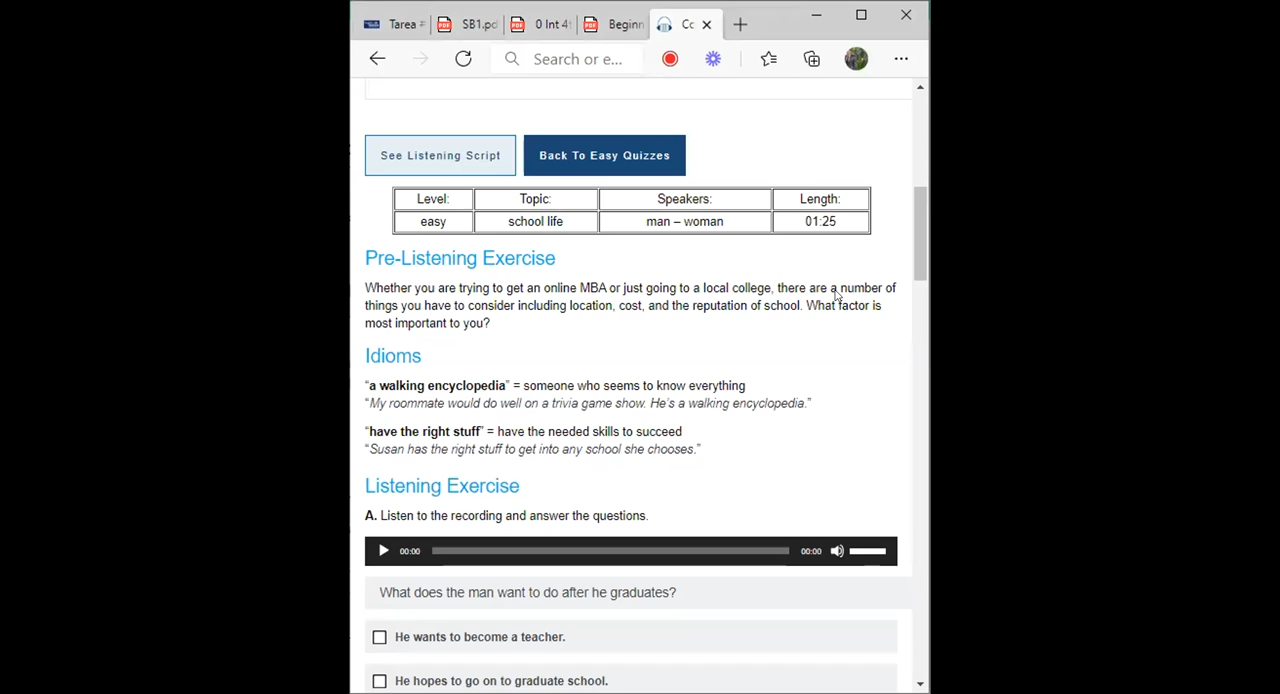 Tarea
SB1.pd
0 Int 4
Beginn
Co
Search or e...
See Listening Script
Back To Easy Quizzes
Level: Topic: Speakers: Length:
easy school life man – woman 01:25
Pre-Listening Exercise
Whether you are trying to get an online MBA or just going to a local college, there are a number of
things you have to consider including location, cost, and the reputation of school. What factor is
most important to you?
Idioms
“a walking encyclopedia” = someone who seems to know everything
“My roommate would do well on a trivia game show. He’s a walking encyclopedia.”
“have the right stuff” = have the needed skills to succeed
“Susan has the right stuff to get into any school she chooses.”
Listening Exercise
A. Listen to the recording and answer the questions.
00:00 00:00
What does the man want to do after he graduates?
He wants to become a teacher.
He hopes to go on to graduate school.